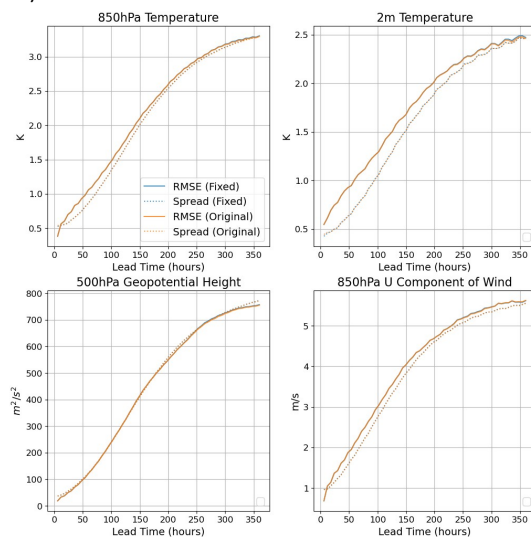 850hPa Temperature
K
3.0
2.5
2.0
1.5
1.0
0.5
RMSE (Fixed)
Spread (Fixed)
RMSE (Original)
Spread (Original)
0 50 100 150 200 250 300 350
Lead Time (hours)
2m Temperature
K
2.5
2.0
1.5
1.0
0.5
0 50 100 150 200 250 300 350
Lead Time (hours)
500hPa Geopotential Height
m²/s²
800
700
600
500
400
300
200
100
0
0 50 100 150 200 250 300 350
Lead Time (hours)
850hPa U Component of Wind
m/s
5
4
3
2
1
0 50 100 150 200 250 300 350
Lead Time (hours)